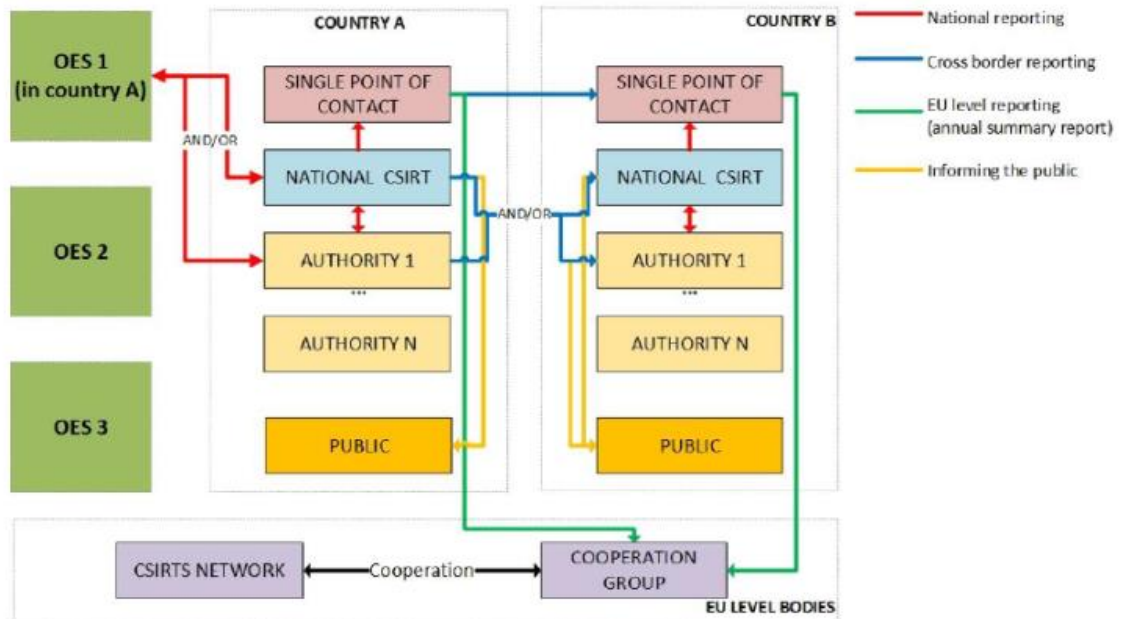 COUNTRY A
COUNTRY B
National reporting
Cross border reporting
EU level reporting
(annual summary report)
Informing the public
OES 1
(in country A)
AND/OR
OES 2
OES 3
SINGLE POINT OF
CONTACT
NATIONAL CSIRT
AUTHORITY 1
...
AUTHORITY N
PUBLIC
AND/OR
SINGLE POINT OF
CONTACT
NATIONAL CSIRT
AUTHORITY 1
...
AUTHORITY N
PUBLIC
CSIRTS NETWORK
Cooperation
COOPERATION
GROUP
EU LEVEL BODIES